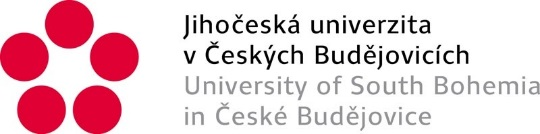 Jihočeská univerzita
v Českých Budějovicích
University of South Bohemia
in České Budějovice